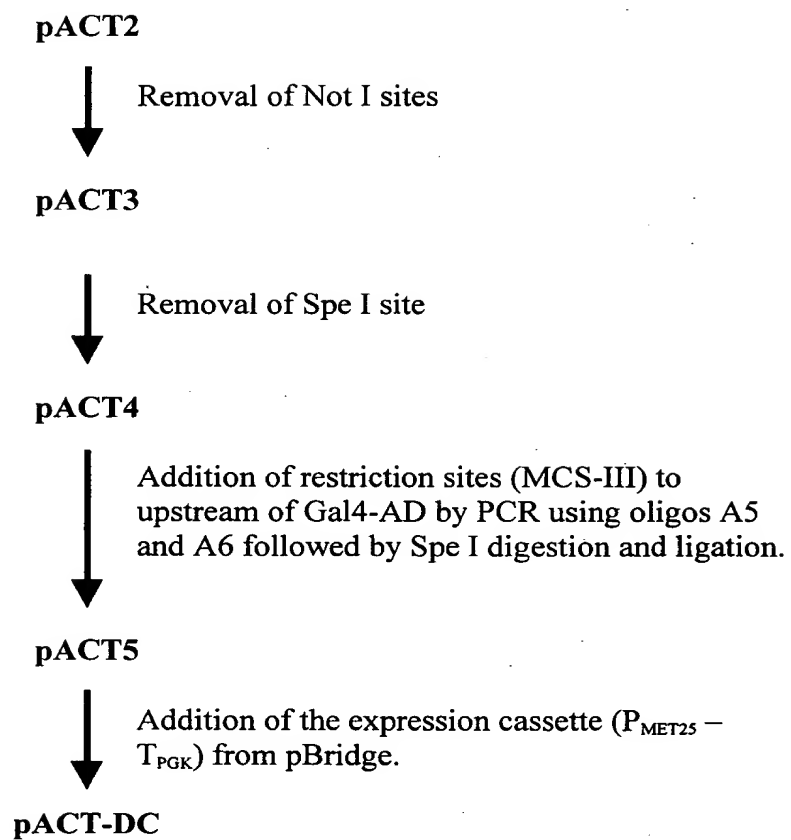 pACT2
Removal of Not I sites
pACT3
Removal of Spe I site
pACT4
Addition of restriction sites (MCS-III) to
upstream of Gal4-AD by PCR using oligos A5
and A6 followed by Spe I digestion and ligation.
pACT5
Addition of the expression cassette (PMET25 –
TPGK) from pBridge.
pACT-DC